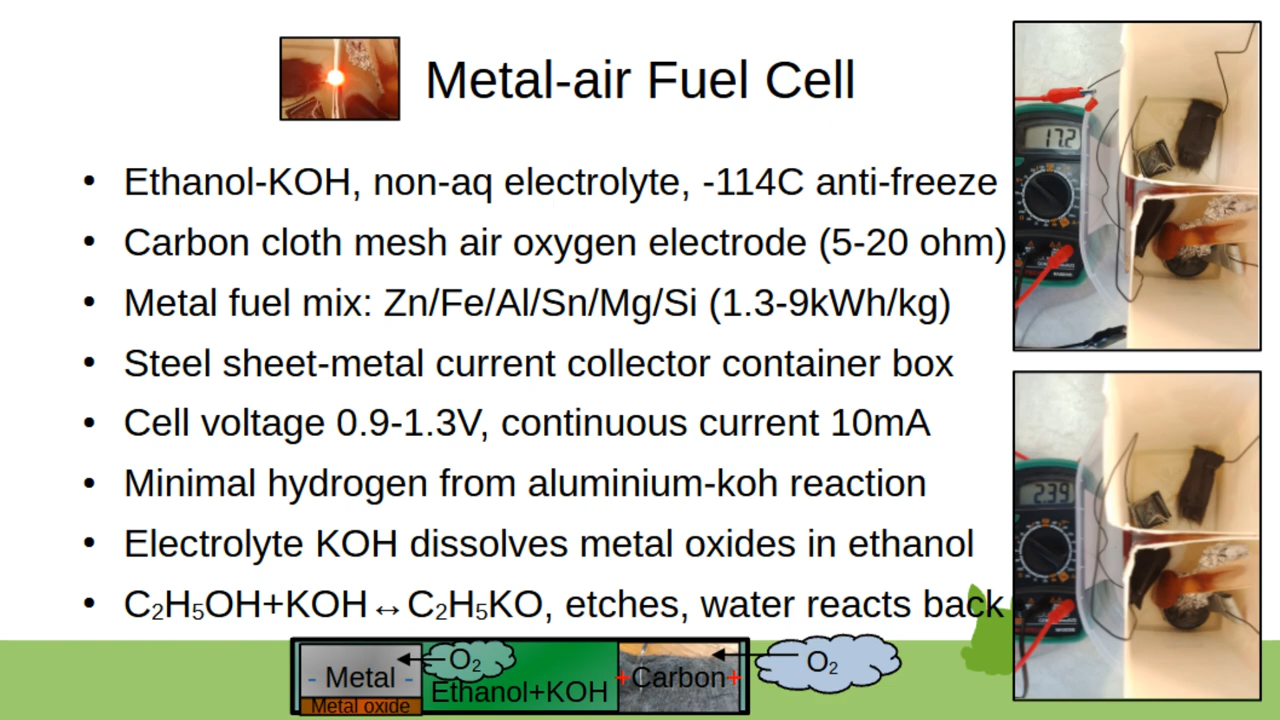 Metal-air Fuel Cell
• Ethanol-KOH, non-aq electrolyte, -114C anti-freeze
• Carbon cloth mesh air oxygen electrode (5-20 ohm)
• Metal fuel mix: Zn/Fe/Al/Sn/Mg/Si (1.3-9kWh/kg)
• Steel sheet-metal current collector container box
• Cell voltage 0.9-1.3V, continuous current 10mA
• Minimal hydrogen from aluminium-koh reaction
• Electrolyte KOH dissolves metal oxides in ethanol
• C₂H₅OH+KOH↔C₂H₅KO, etches, water reacts back
17.2
2.39
- Metal -
Metal oxide
O₂
Ethanol+KOH
+Carbon+
O₂